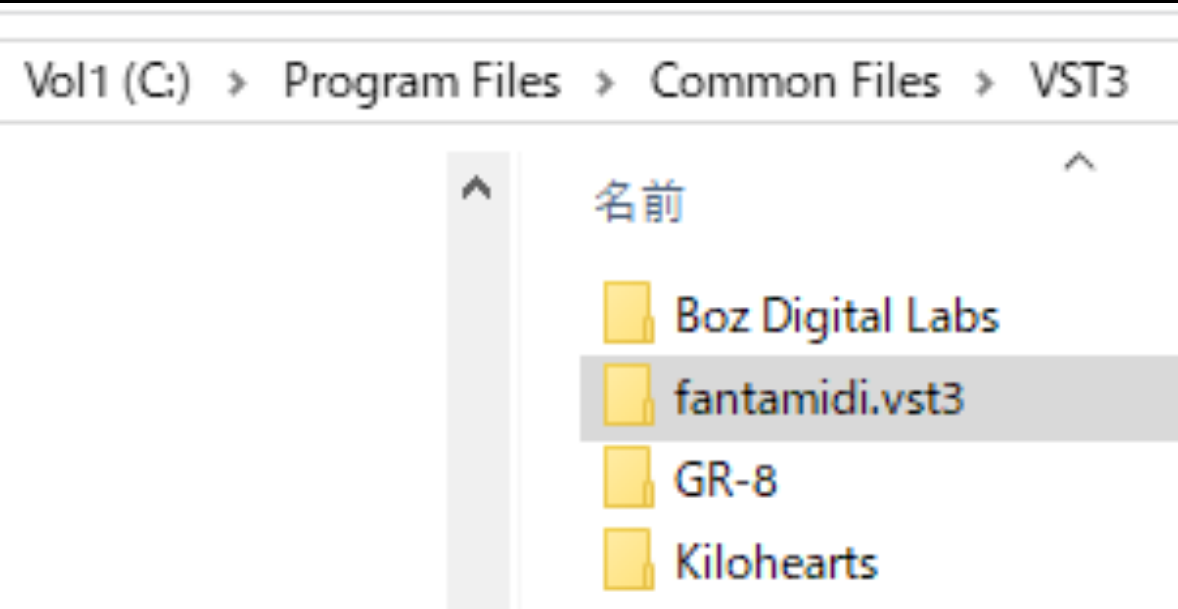 Vol1 (C:) > Program Files > Common Files > VST3
名前
Boz Digital Labs
fantamidi.vst3
GR-8
Kilohearts